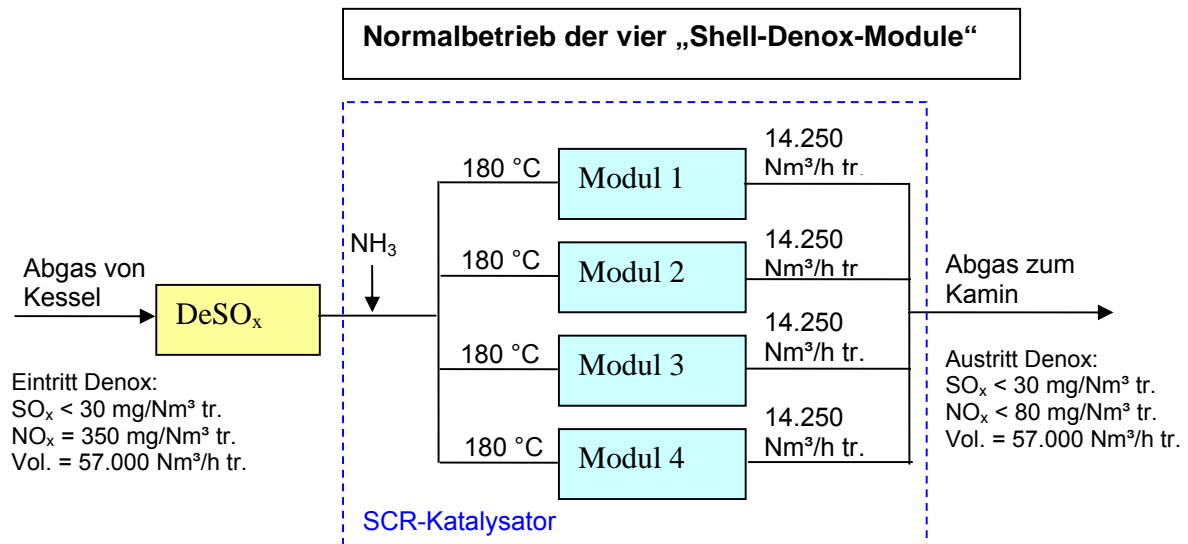 Normalbetrieb der vier „Shell-Denox-Module“
14.250
Nm³/h tr.
180 °C
Modul 1
NH₃
14.250
Nm³/h tr.
180 °C
Modul 2
Abgas von
Kessel
DeSOₓ
Abgas zum
Kamin
14.250
Nm³/h tr.
180 °C
Modul 3
Eintritt Denox:
SOₓ < 30 mg/Nm³ tr.
NOₓ = 350 mg/Nm³ tr.
Vol. = 57.000 Nm³/h tr.
Austritt Denox:
SOₓ < 30 mg/Nm³ tr.
NOₓ < 80 mg/Nm³ tr.
Vol. = 57.000 Nm³/h tr.
14.250
Nm³/h tr.
180 °C
Modul 4
SCR-Katalysator